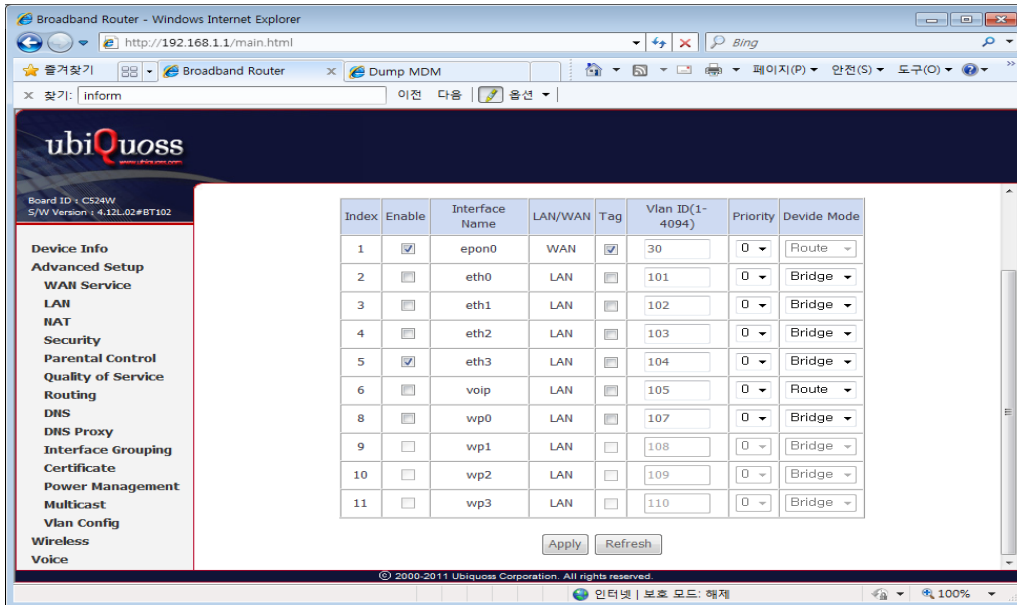 Broadband Router - Windows Internet Explorer
http://192.168.1.1/main.html
Bing
즐겨찾기
Broadband Router
Dump MDM
페이지(P)
안전(S)
도구(O)
찾기: inform
이전 다음
옵션
ubiQuoss
Board ID : C524W
S/W Version : 4.12L.02#BT102
Device Info
Advanced Setup
WAN Service
LAN
NAT
Security
Parental Control
Quality of Service
Routing
DNS
DNS Proxy
Interface Grouping
Certificate
Power Management
Multicast
Vlan Config
Wireless
Voice
Index Enable Interface Name LAN/WAN Tag Vlan ID(1-4094) Priority Devide Mode
1 epon0 WAN 30 0 Route
2 eth0 LAN 101 0 Bridge
3 eth1 LAN 102 0 Bridge
4 eth2 LAN 103 0 Bridge
5 eth3 LAN 104 0 Bridge
6 voip LAN 105 0 Route
8 wp0 LAN 107 0 Bridge
9 wp1 LAN 108 0 Bridge
10 wp2 LAN 109 0 Bridge
11 wp3 LAN 110 0 Bridge
Apply Refresh
© 2000-2011 Ubiquoss Corporation. All rights reserved.
인터넷 | 보호 모드: 해제
100%